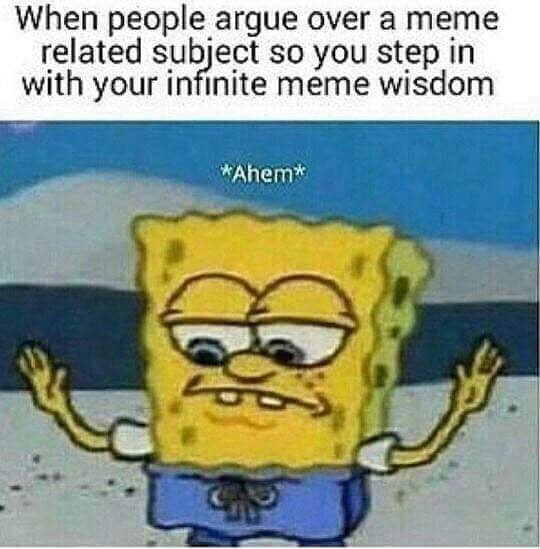 When people argue over a meme
related subject so you step in
with your infinite meme wisdom
*Ahem*